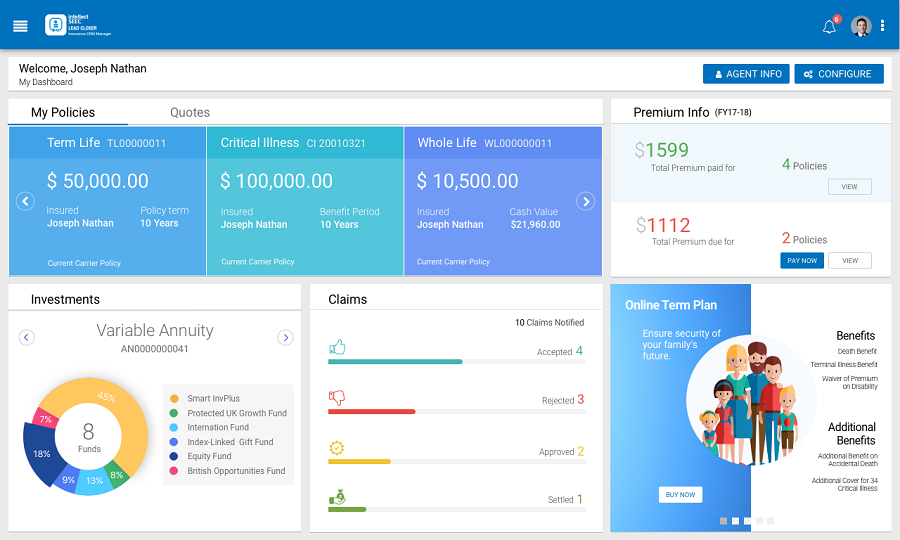 intellect
SEEC
LEAD CLOSER
Insurance CRM Manager
6
Welcome, Joseph Nathan
My Dashboard
AGENT INFO
CONFIGURE
My Policies
Quotes
Term Life TL00000011
$ 50,000.00
Insured
Joseph Nathan
Policy term
10 Years
Current Carrier Policy
Critical Illness CI 20010321
$ 100,000.00
Insured
Joseph Nathan
Benefit Period
10 Years
Current Carrier Policy
Whole Life WL000000011
$ 10,500.00
Insured
Joseph Nathan
Cash Value
$21,960.00
Current Carrier Policy
Premium Info (FY17-18)
$1599
Total Premium paid for
4 Policies
VIEW
$1112
Total Premium due for
2 Policies
PAY NOW
VIEW
Investments
Variable Annuity
AN0000000041
45%
7%
18%
9%
13%
8%
8
Funds
Smart InvPlus
Protected UK Growth Fund
Internation Fund
Index-Linked Gift Fund
Equity Fund
British Opportunities Fund
Claims
10 Claims Notified
Accepted 4
Rejected 3
Approved 2
Settled 1
Online Term Plan
Ensure security of
your family's
future.
BUY NOW
Benefits
Death Benefit
Terminal Illness Benefit
Waiver of Premium
on Disability
Additional
Benefits
Additional Benefit on
Accidental Death
Additional Cover for 34
Critical Illness